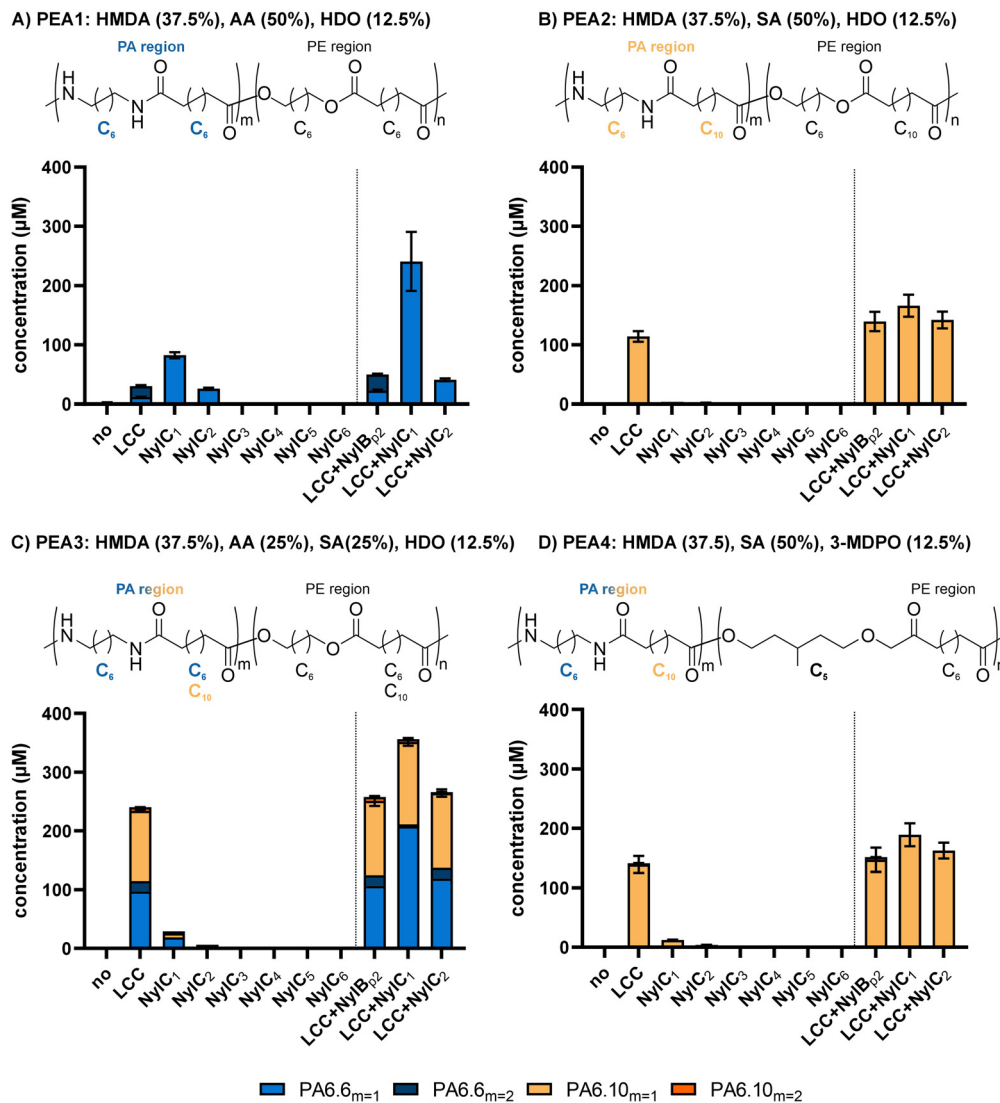 A) PEA1: HMDA (37.5%), AA (50%), HDO (12.5%)
PA region
PE region
H
N
O
N
H
O
m
O
O
O
O
n
C6
C6
C6
C6
concentration (µM)
400
300
200
100
0
no
LCC
NylC1
NylC2
NylC3
NylC4
NylC5
NylC6
LCC+NylBp2
LCC+NylC1
LCC+NylC2
B) PEA2: HMDA (37.5%), SA (50%), HDO (12.5%)
PA region
PE region
H
N
O
N
H
O
m
O
O
O
O
n
C6
C10
C6
C10
concentration (µM)
400
300
200
100
0
no
LCC
NylC1
NylC2
NylC3
NylC4
NylC5
NylC6
LCC+NylBp2
LCC+NylC1
LCC+NylC2
C) PEA3: HMDA (37.5%), AA (25%), SA(25%), HDO (12.5%)
PA region
PE region
H
N
O
N
H
O
m
O
O
O
O
n
C6
C6
C10
C6
C6
C10
concentration (µM)
400
300
200
100
0
no
LCC
NylC1
NylC2
NylC3
NylC4
NylC5
NylC6
LCC+NylBp2
LCC+NylC1
LCC+NylC2
D) PEA4: HMDA (37.5), SA (50%), 3-MDPO (12.5%)
PA region
PE region
H
N
O
N
H
O
m
O
O
O
O
n
C6
C10
C5
C6
concentration (µM)
400
300
200
100
0
no
LCC
NylC1
NylC2
NylC3
NylC4
NylC5
NylC6
LCC+NylBp2
LCC+NylC1
LCC+NylC2
PA6.6m=1
PA6.6m=2
PA6.10m=1
PA6.10m=2